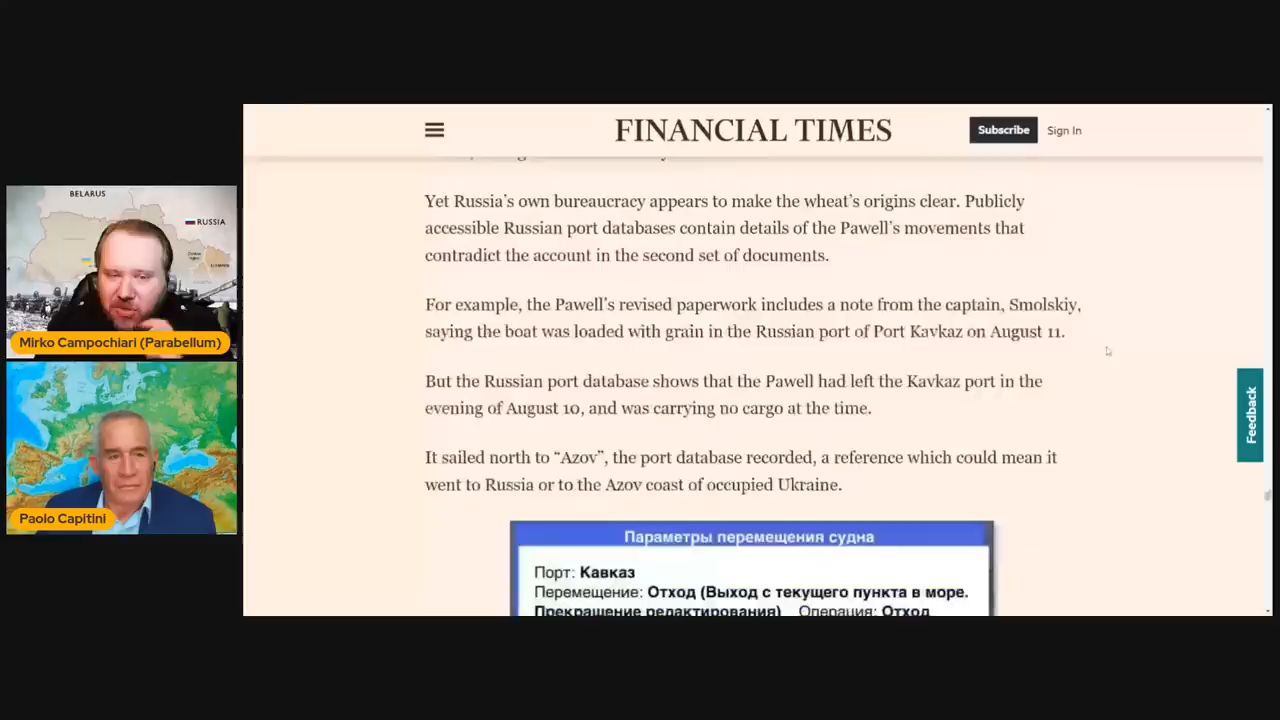 FINANCIAL TIMES
Subscribe
Sign In
Yet Russia’s own bureaucracy appears to make the wheat’s origins clear. Publicly
accessible Russian port databases contain details of the Pawell’s movements that
contradict the account in the second set of documents.
For example, the Pawell’s revised paperwork includes a note from the captain, Smolskiy,
saying the boat was loaded with grain in the Russian port of Port Kavkaz on August 11.
But the Russian port database shows that the Pawell had left the Kavkaz port in the
evening of August 10, and was carrying no cargo at the time.
It sailed north to “Azov”, the port database recorded, a reference which could mean it
went to Russia or to the Azov coast of occupied Ukraine.
Параметры перемещения судна
Порт: Кавказ
Перемещение: Отход (Выход с текущего пункта в море.
Прекращение редактирования) Операция: Отход
Feedback
BELARUS
RUSSIA
Mirko Campochiari (Parabellum)
Paolo Capitini